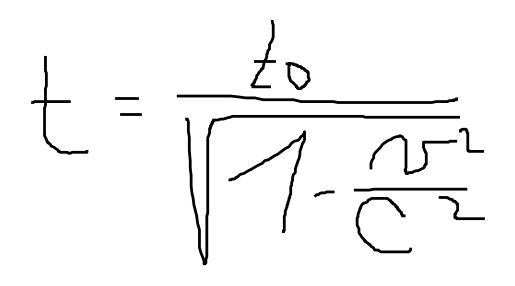 t = t₀ / √(1 - v² / c²)